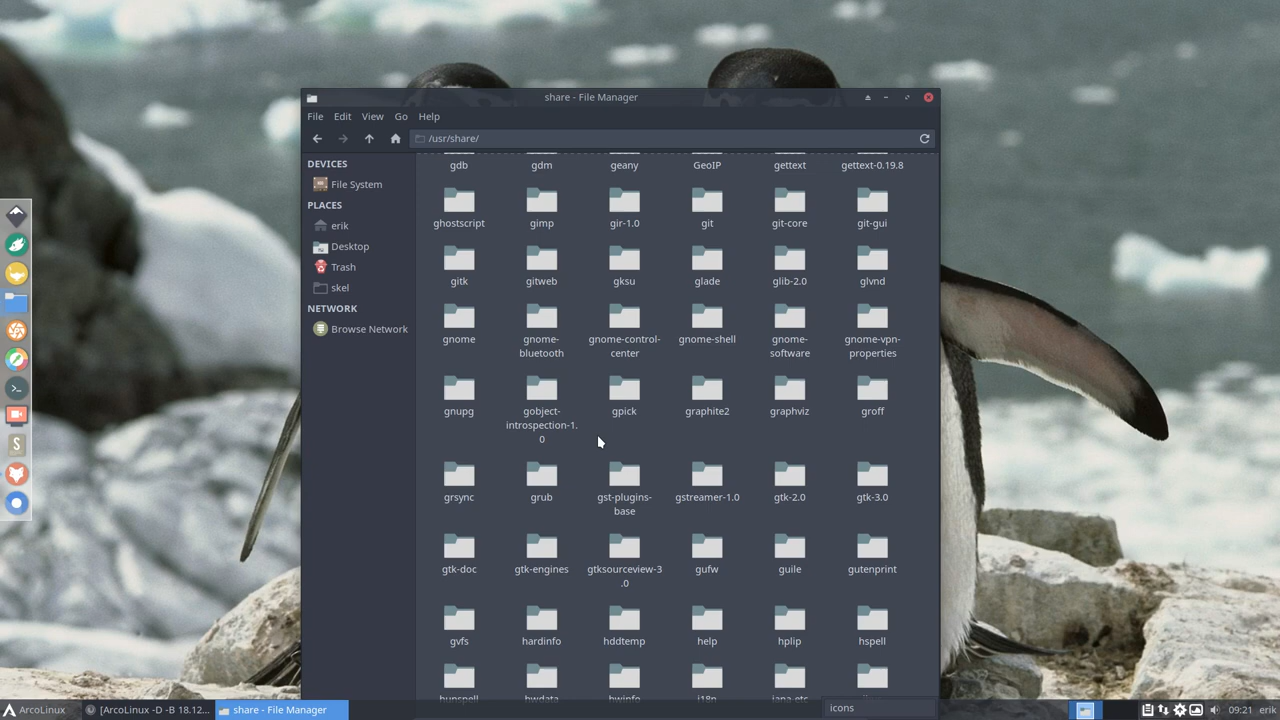 share - File Manager
File Edit View Go Help
/usr/share/
DEVICES
File System
PLACES
erik
Desktop
Trash
skel
NETWORK
Browse Network
gdb gdm geany GeoIP gettext gettext-0.19.8
ghostscript gimp gir-1.0 git git-core git-gui
gitk gitweb gksu glade glib-2.0 glvnd
gnome gnome-bluetooth gnome-control-center gnome-shell gnome-software gnome-vpn-properties
gnupg gobject-introspection-1.0 gpick graphite2 graphviz groff
grsync grub gst-plugins-base gstreamer-1.0 gtk-2.0 gtk-3.0
gtk-doc gtk-engines gtksourceview-3.0 gufw guile gutenprint
gvfs hardinfo hddtemp help hplip hspell
hunspell hwdata hwinfo i18n iana-etc
icons
ArcoLinux [ArcoLinux -D -B 18.12... share - File Manager 09:21 erik